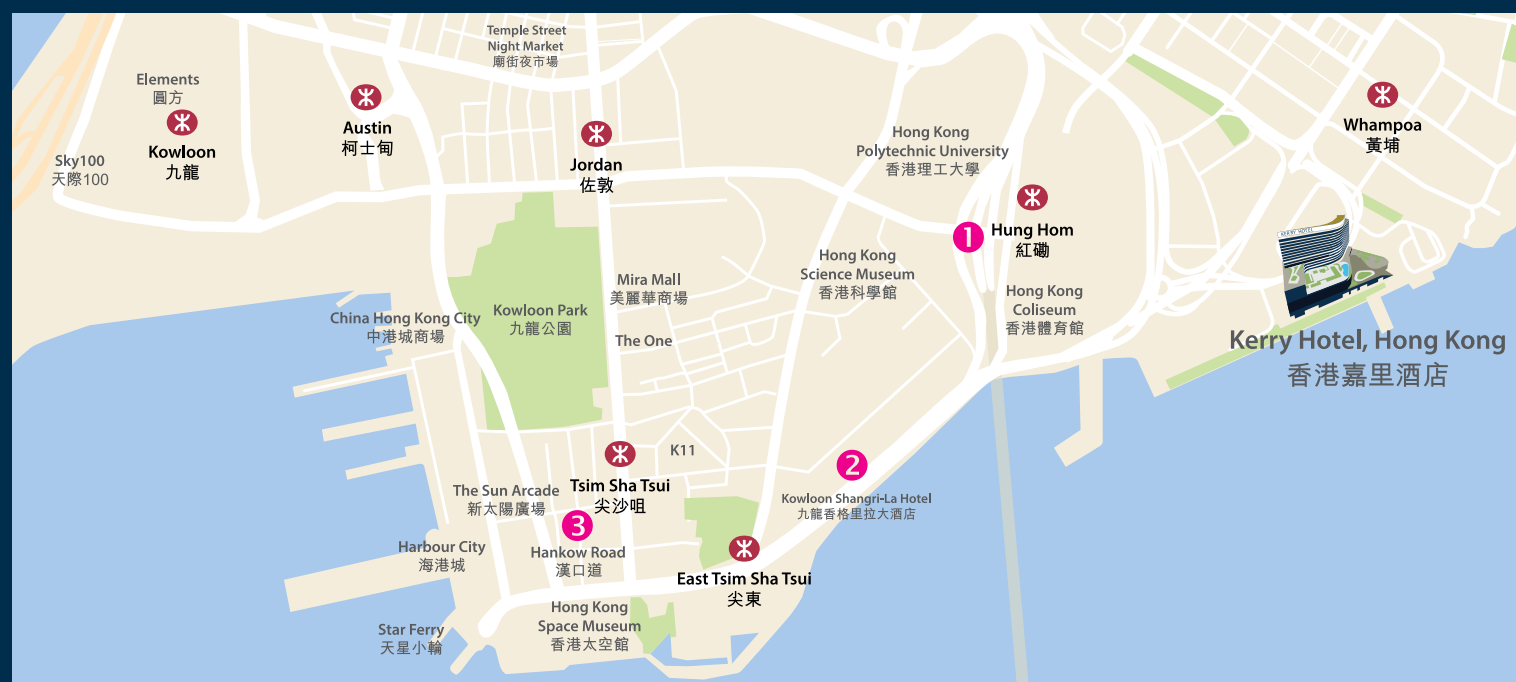 Temple Street
Night Market
廟街夜市場
Elements
圓方
Kowloon
九龍
Sky100
天際100
Austin
柯士甸
Jordan
佐敦
Hong Kong
Polytechnic University
香港理工大學
Whampoa
黃埔
1
Hung Hom
紅磡
KERRY HOTEL
Hong Kong
Science Museum
香港科學館
Hong Kong
Coliseum
香港體育館
Mira Mall
美麗華商場
The One
Kowloon Park
九龍公園
China Hong Kong City
中港城商場
Kerry Hotel, Hong Kong
香港嘉里酒店
K11
2
Kowloon Shangri-La Hotel
九龍香格里拉大酒店
Tsim Sha Tsui
尖沙咀
The Sun Arcade
新太陽廣場
3
Hankow Road
漢口道
Harbour City
海港城
East Tsim Sha Tsui
尖東
Hong Kong
Space Museum
香港太空館
Star Ferry
天星小輪